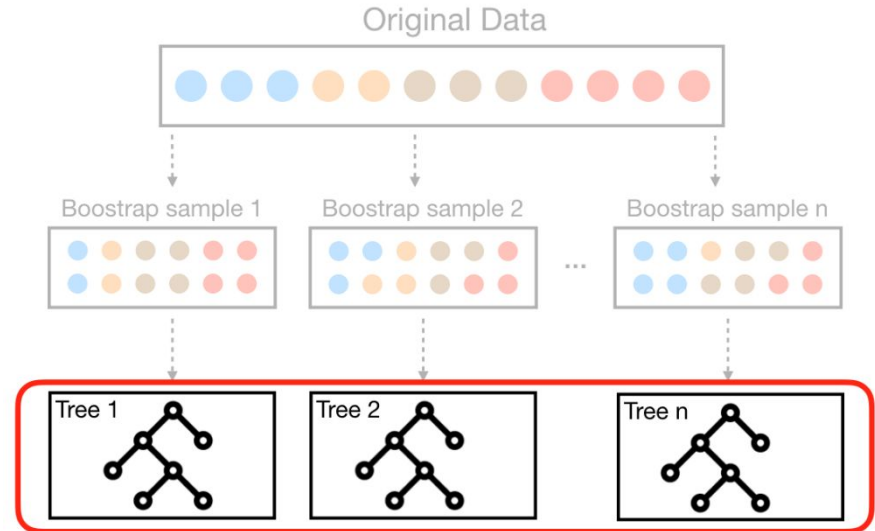 Original Data
Boostrap sample 1
Boostrap sample 2
Boostrap sample n
...
Tree 1
Tree 2
Tree n